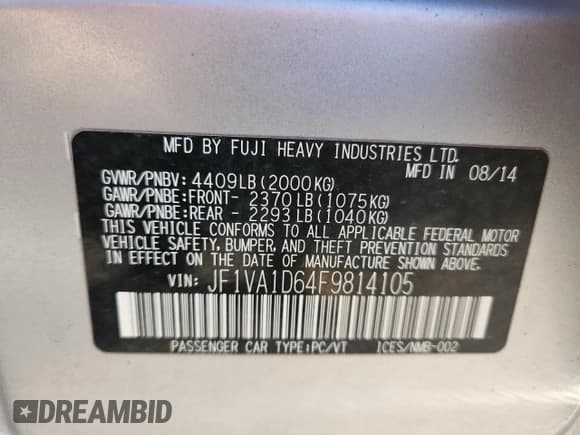 MFD BY FUJI HEAVY INDUSTRIES LTD.
MFD IN 08/14
GVWR/PNBV: 4409LB(2000KG)
GAWR/PNBE:FRONT- 2370LB(1075KG)
GAWR/PNBE:REAR - 2293LB(1040KG)
THIS VEHICLE CONFORMS TO ALL APPLICABLE FEDERAL MOTOR
VEHICLE SAFETY, BUMPER, AND THEFT PREVENTION STANDARDS
IN EFFECT ON THE DATE OF MANUFACTURE SHOWN ABOVE.
VIN: JF1VA1D64F9814105
PASSENGER CAR TYPE:PC/VT ICES/NMB-002
DREAMBID